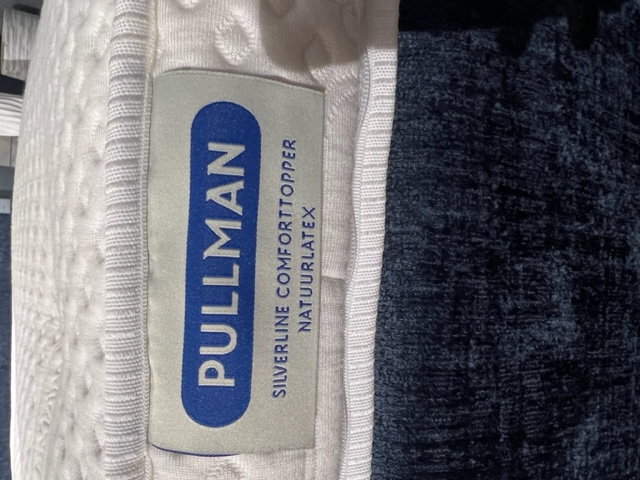 PULLMAN
SILVERLINE COMFORTTOPPER
NATUURLATEX